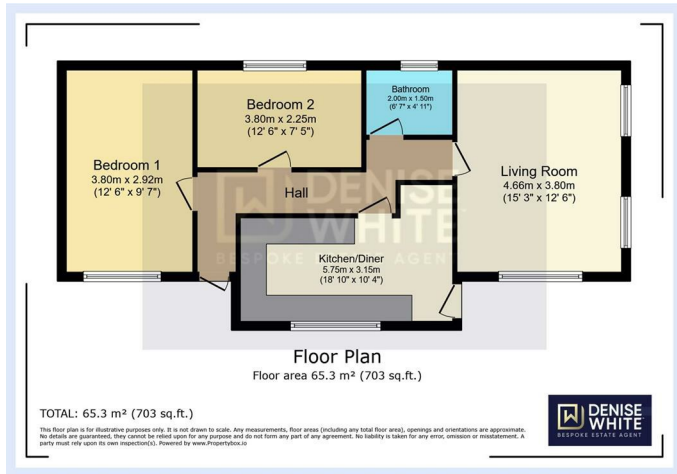 Bathroom
2.00m x 1.50m
(6' 7" x 4' 11")
Bedroom 2
3.80m x 2.25m
(12' 6" x 7' 5")
Bedroom 1
3.80m x 2.92m
(12' 6" x 9' 7")
Living Room
4.66m x 3.80m
(15' 3" x 12' 6")
Hall
DENISE
WHITE
BESPOKE ESTATE AGENT
Kitchen/Diner
5.75m x 3.15m
(18' 10" x 10' 4")
Floor Plan
Floor area 65.3 m² (703 sq.ft.)
TOTAL: 65.3 m² (703 sq.ft.)
This floor plan is for illustrative purposes only. It is not drawn to scale. Any measurements, floor areas (including any total floor area), openings and orientations are approximate.
No details are guaranteed, they cannot be relied upon for any purpose and do not form any part of any agreement. No liability is taken for any error, omission or misstatement. A
party must rely upon its own inspection(s). Powered by www.Propertybox.io
DENISE
WHITE
BESPOKE ESTATE AGENT